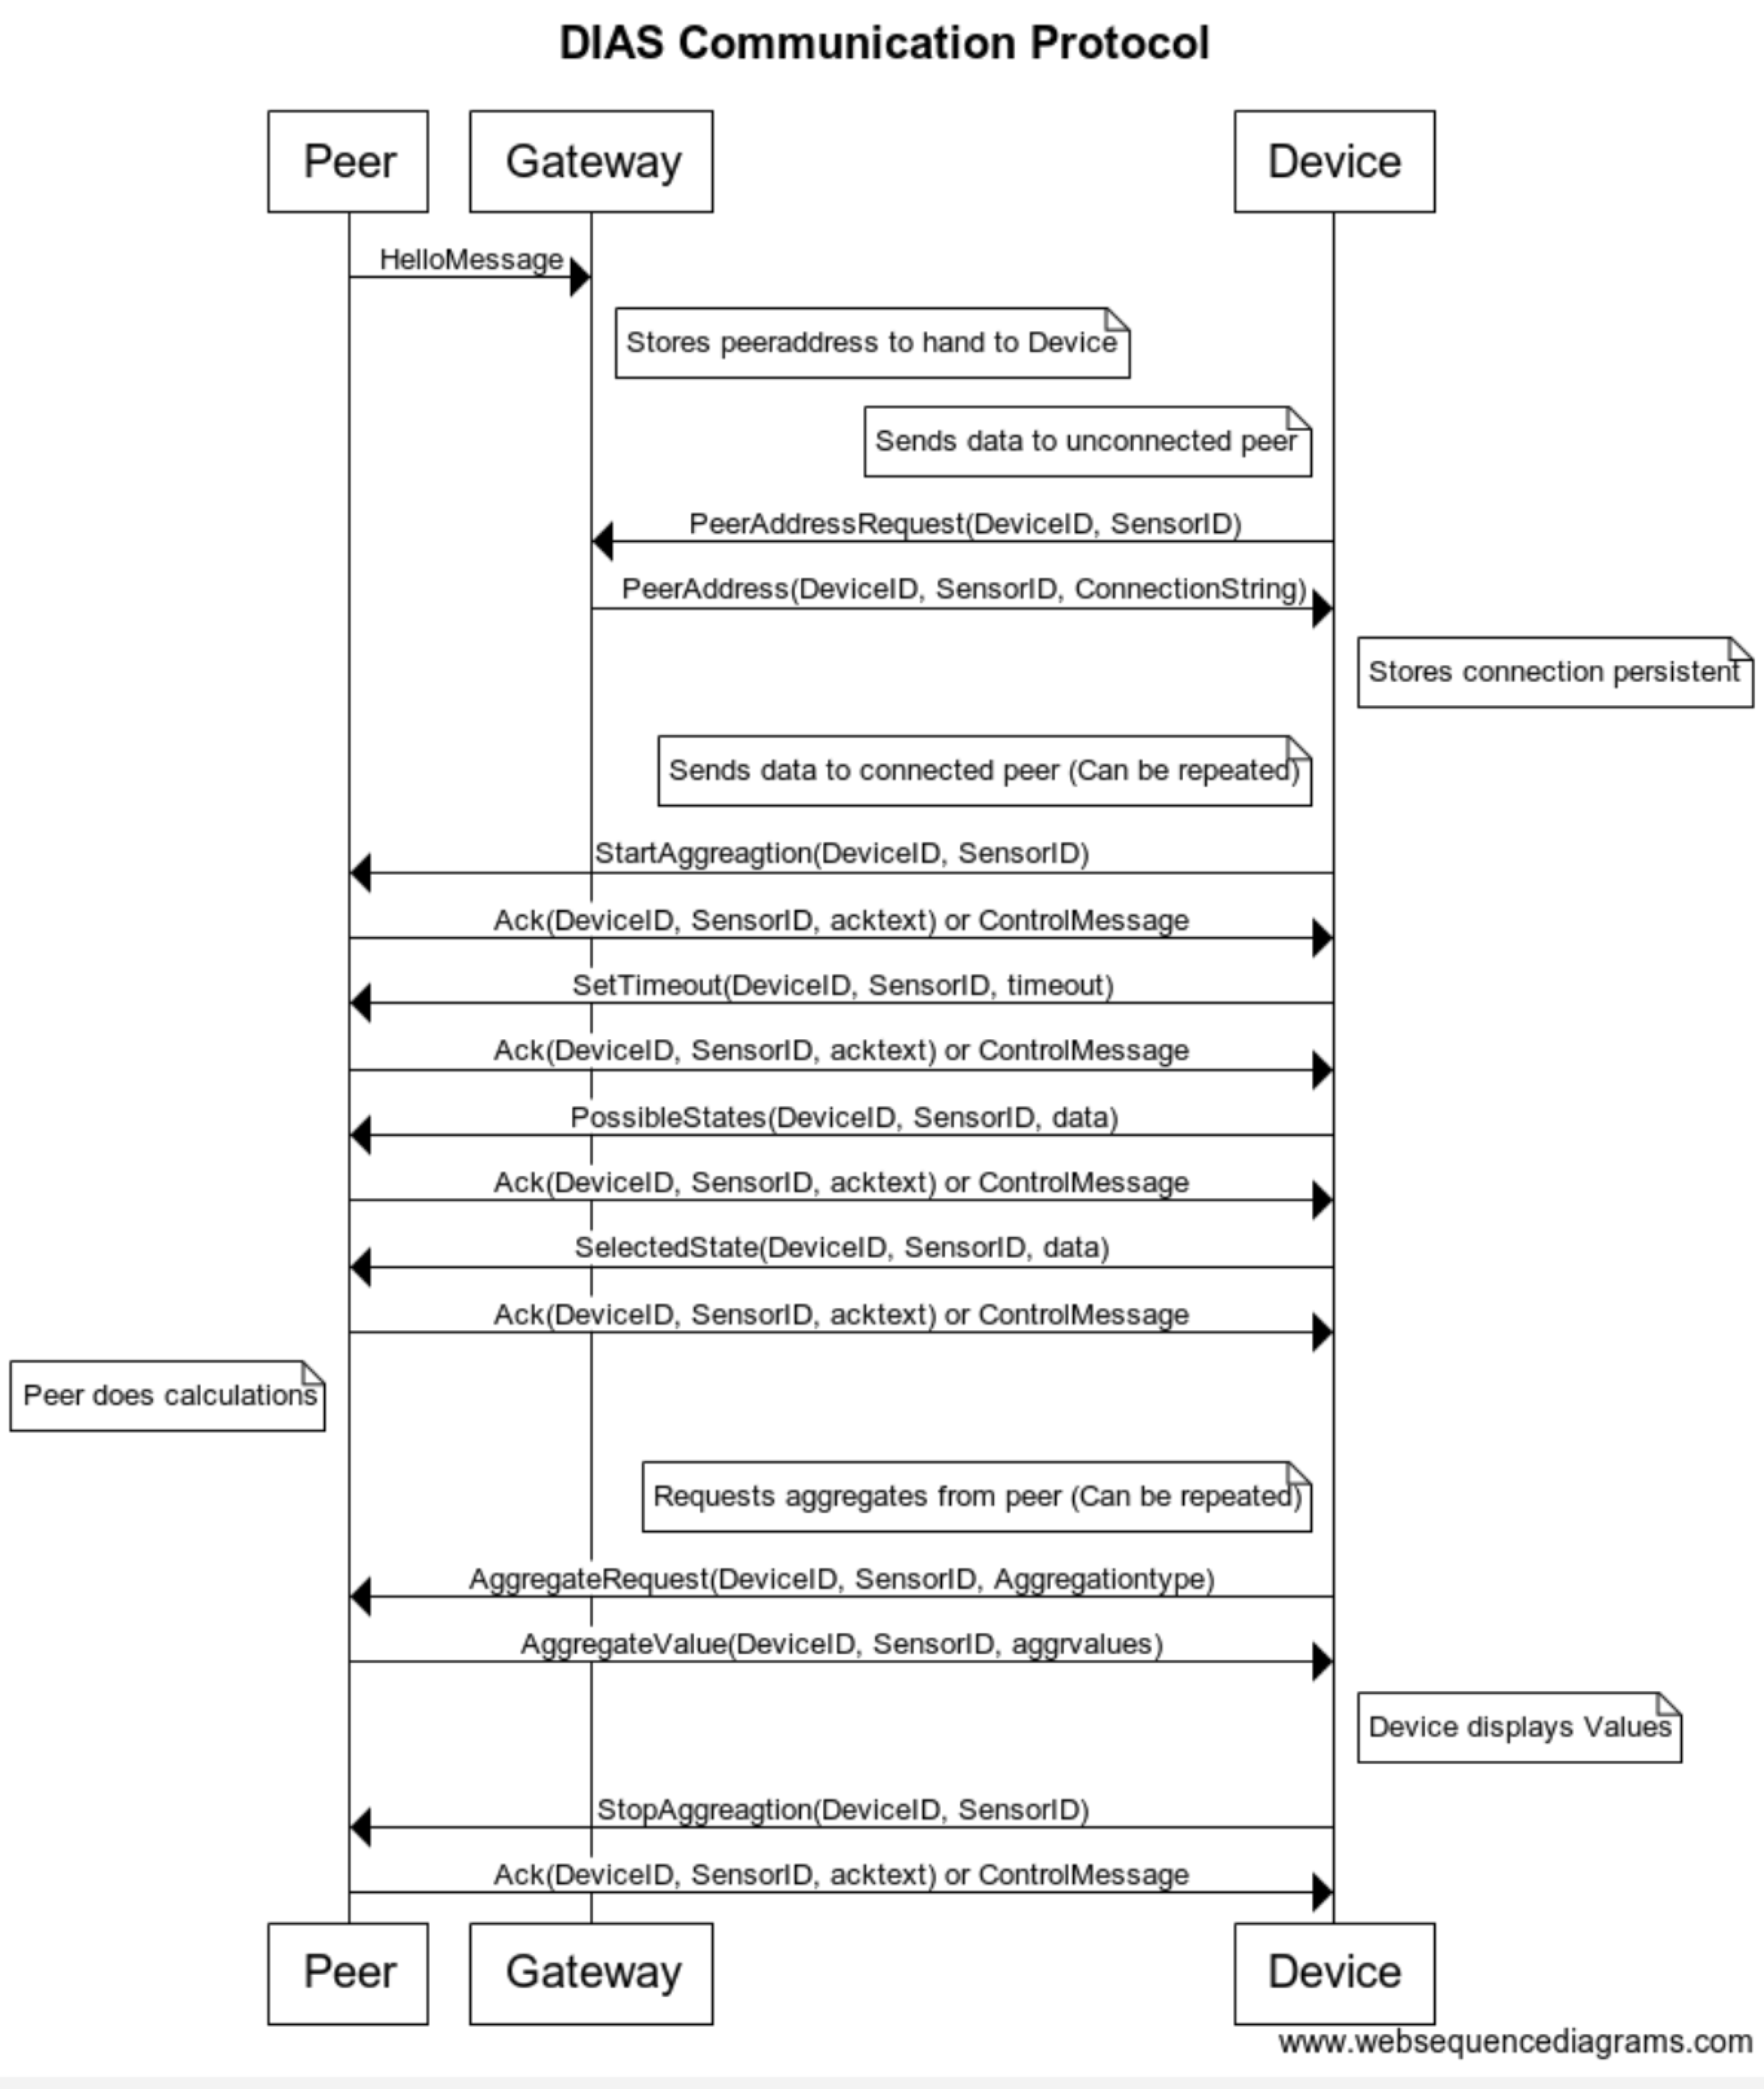 DIAS Communication Protocol
Peer
Gateway
Device
HelloMessage
Stores peeraddress to hand to Device
Sends data to unconnected peer
PeerAddressRequest(DeviceID, SensorID)
PeerAddress(DeviceID, SensorID, ConnectionString)
Stores connection persistent
Sends data to connected peer (Can be repeated)
StartAggreagtion(DeviceID, SensorID)
Ack(DeviceID, SensorID, acktext) or ControlMessage
SetTimeout(DeviceID, SensorID, timeout)
Ack(DeviceID, SensorID, acktext) or ControlMessage
PossibleStates(DeviceID, SensorID, data)
Ack(DeviceID, SensorID, acktext) or ControlMessage
SelectedState(DeviceID, SensorID, data)
Ack(DeviceID, SensorID, acktext) or ControlMessage
Peer does calculations
Requests aggregates from peer (Can be repeated)
AggregateRequest(DeviceID, SensorID, Aggregationtype)
AggregateValue(DeviceID, SensorID, aggrvalues)
Device displays Values
StopAggreagtion(DeviceID, SensorID)
Ack(DeviceID, SensorID, acktext) or ControlMessage
Peer
Gateway
Device
www.websequencediagrams.com